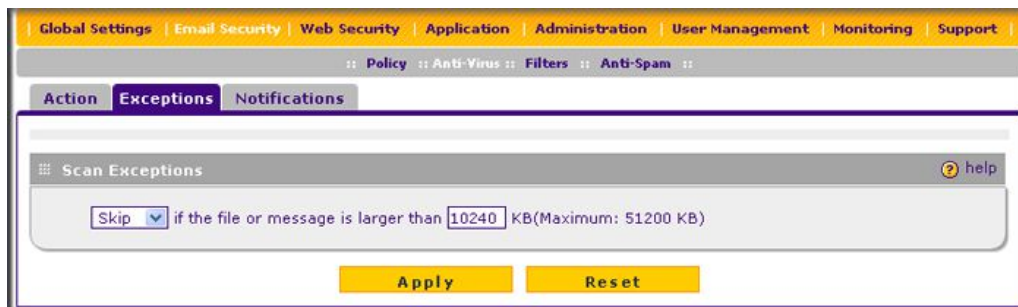 Global Settings | Email Security | Web Security | Application | Administration | User Management | Monitoring | Support
:: Policy :: Anti-Virus :: Filters :: Anti-Spam ::
Action Exceptions Notifications
Scan Exceptions ? help
Skip if the file or message is larger than 10240 KB(Maximum: 51200 KB)
Apply Reset